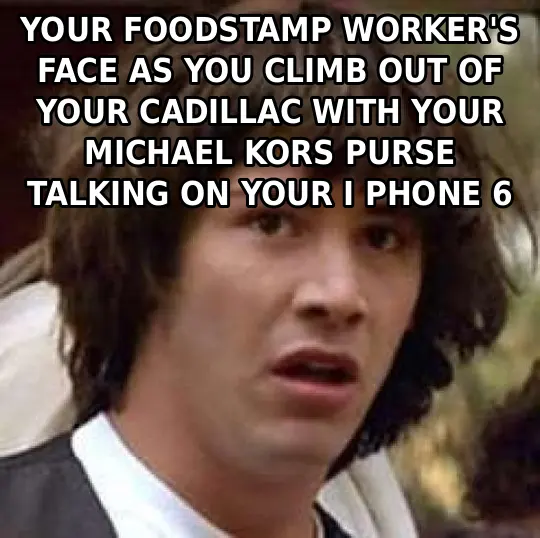 YOUR FOODSTAMP WORKER'S
FACE AS YOU CLIMB OUT OF
YOUR CADILLAC WITH YOUR
MICHAEL KORS PURSE
TALKING ON YOUR I PHONE 6